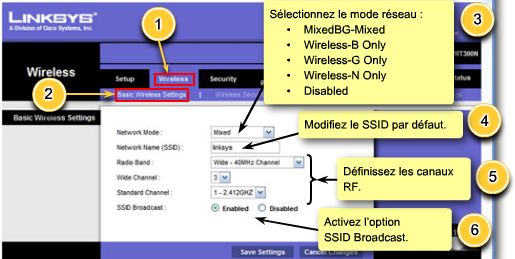 LINKSYS®
A Division of Cisco Systems, Inc.
1
Sélectionnez le mode réseau :
• MixedBG-Mixed
• Wireless-B Only
• Wireless-G Only
• Wireless-N Only
• Disabled
3
RT300N
Wireless
Setup Wireless Security
2
Basic Wireless Settings
Basic Wireless Settings
Network Mode : Mixed
Modifiez le SSID par défaut.
4
Network Name (SSID) : linksys
Radio Band : Wide - 40MHz Channel
Wide Channel : 3
Définissez les canaux
RF.
5
Standard Channel : 1 - 2.412GHZ
SSID Broadcast : Enabled Disabled
Activez l'option
SSID Broadcast.
6
Save Settings Cancel Changes